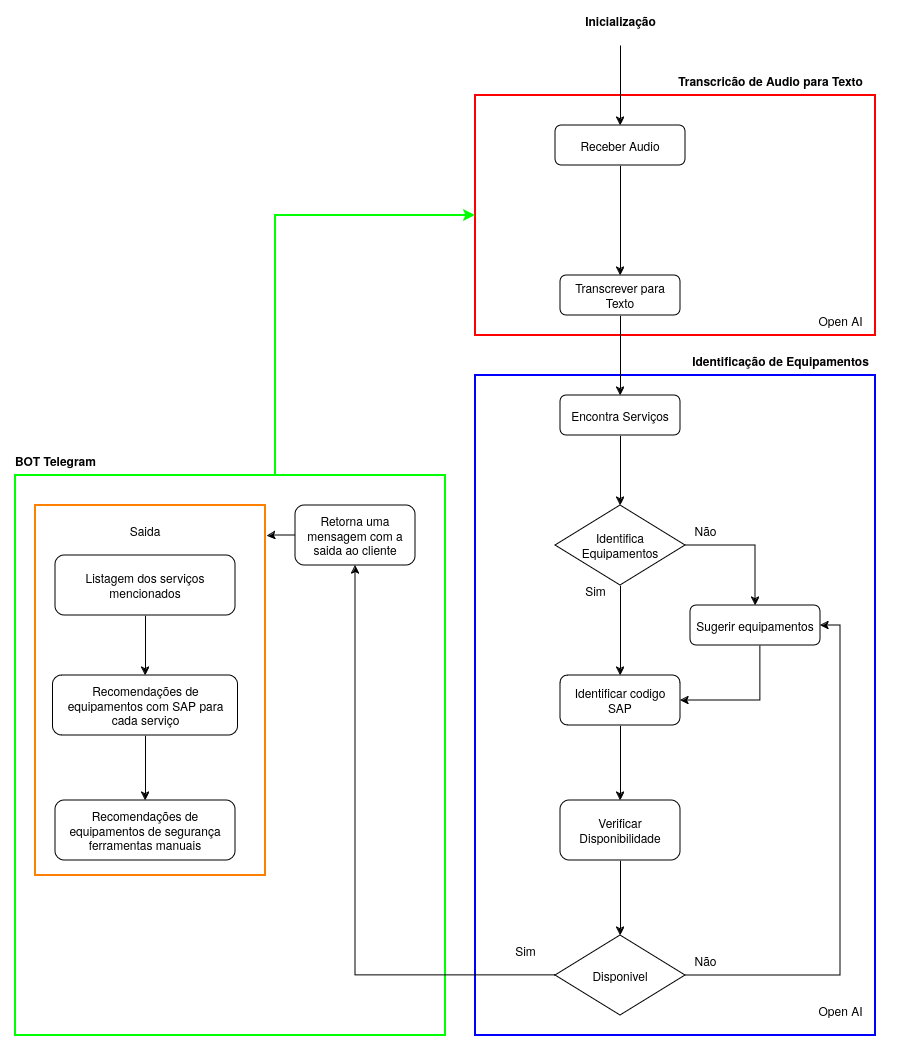 Inicialização
Transcricão de Audio para Texto
Receber Audio
Transcrever para
Texto
Open AI
Identificação de Equipamentos
Encontra Serviços
Identifica
Equipamentos
Não
Sim
Sugerir equipamentos
Identificar codigo
SAP
Verificar
Disponibilidade
Disponivel
Sim
Não
Open AI
BOT Telegram
Retorna uma
mensagem com a
saida ao cliente
Saida
Listagem dos serviços
mencionados
Recomendações de
equipamentos com SAP para
cada serviço
Recomendações de
equipamentos de segurança
ferramentas manuais